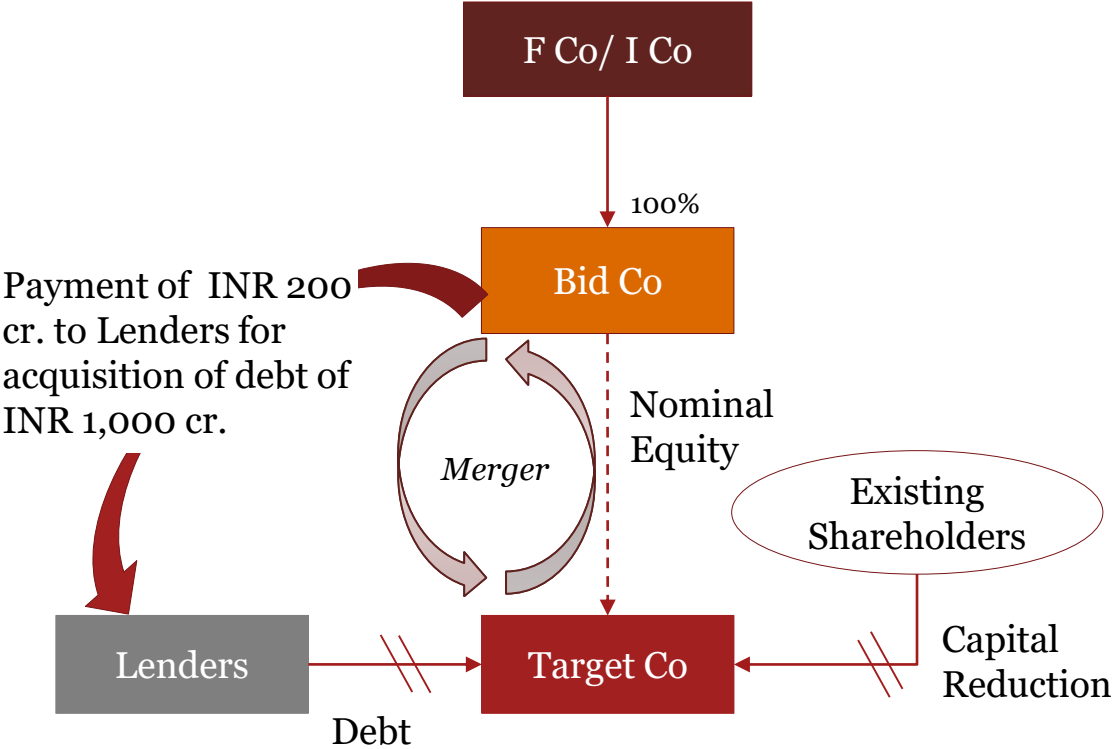 F Co/ I Co
100%
Bid Co
Payment of INR 200
cr. to Lenders for
acquisition of debt of
INR 1,000 cr.
Nominal
Equity
Merger
Existing
Shareholders
Lenders
Target Co
Capital
Reduction
Debt